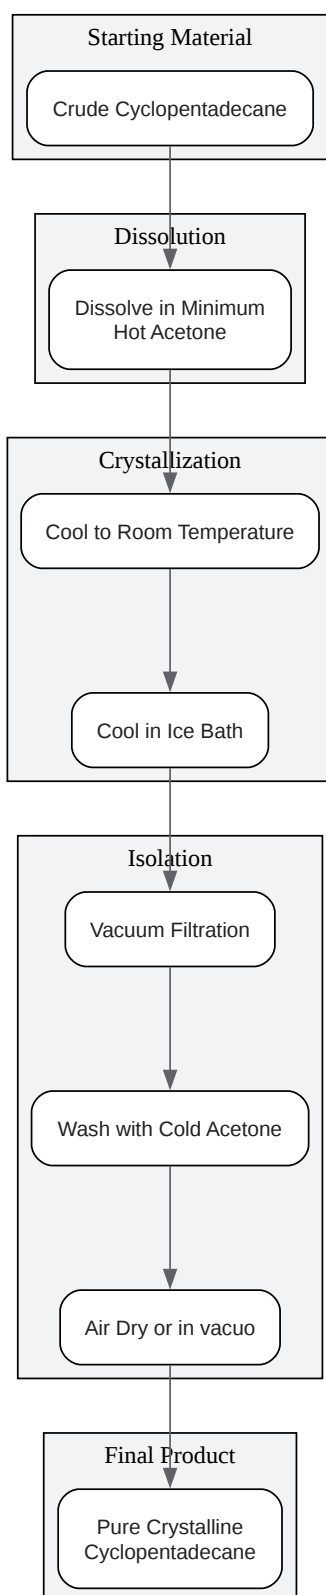 Starting Material
Crude Cyclopentadecane
Dissolution
Dissolve in Minimum
Hot Acetone
Crystallization
Cool to Room Temperature
Cool in Ice Bath
Isolation
Vacuum Filtration
Wash with Cold Acetone
Air Dry or in vacuo
Final Product
Pure Crystalline
Cyclopentadecane